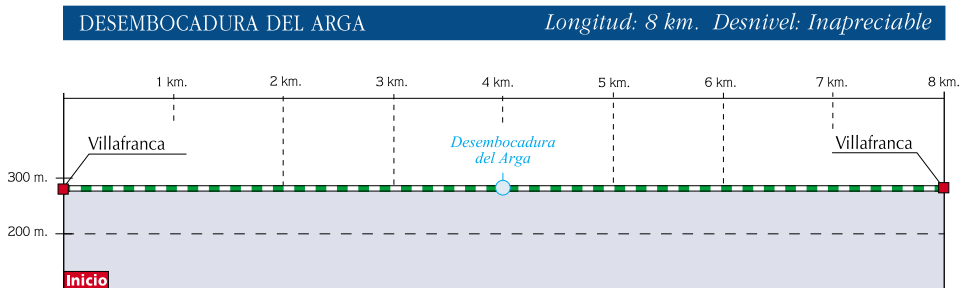 DESEMBOCADURA DEL ARGA Longitud: 8 km. Desnivel: Inapreciable
1 km. 2 km. 3 km. 4 km. 5 km. 6 km. 7 km. 8 km.
Villafranca Desembocadura Villafranca
del Arga
300 m.
200 m.
Inicio